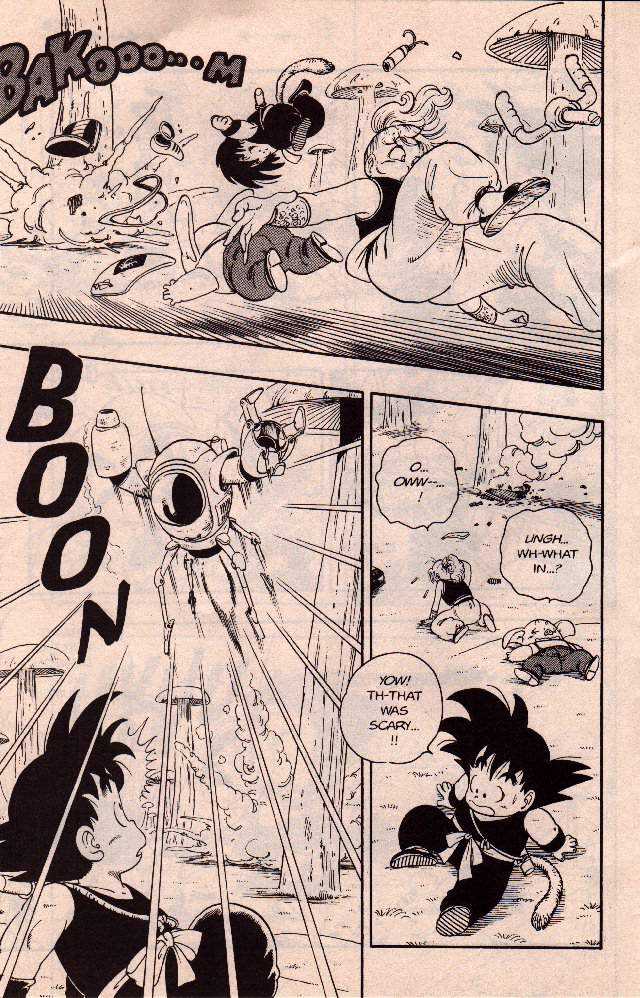 BAKOOO...M
O...
OWW--...
!
UNGH...
WH-WHAT
IN...?
YOW!
TH-THAT
WAS
SCARY...
!!
BOON